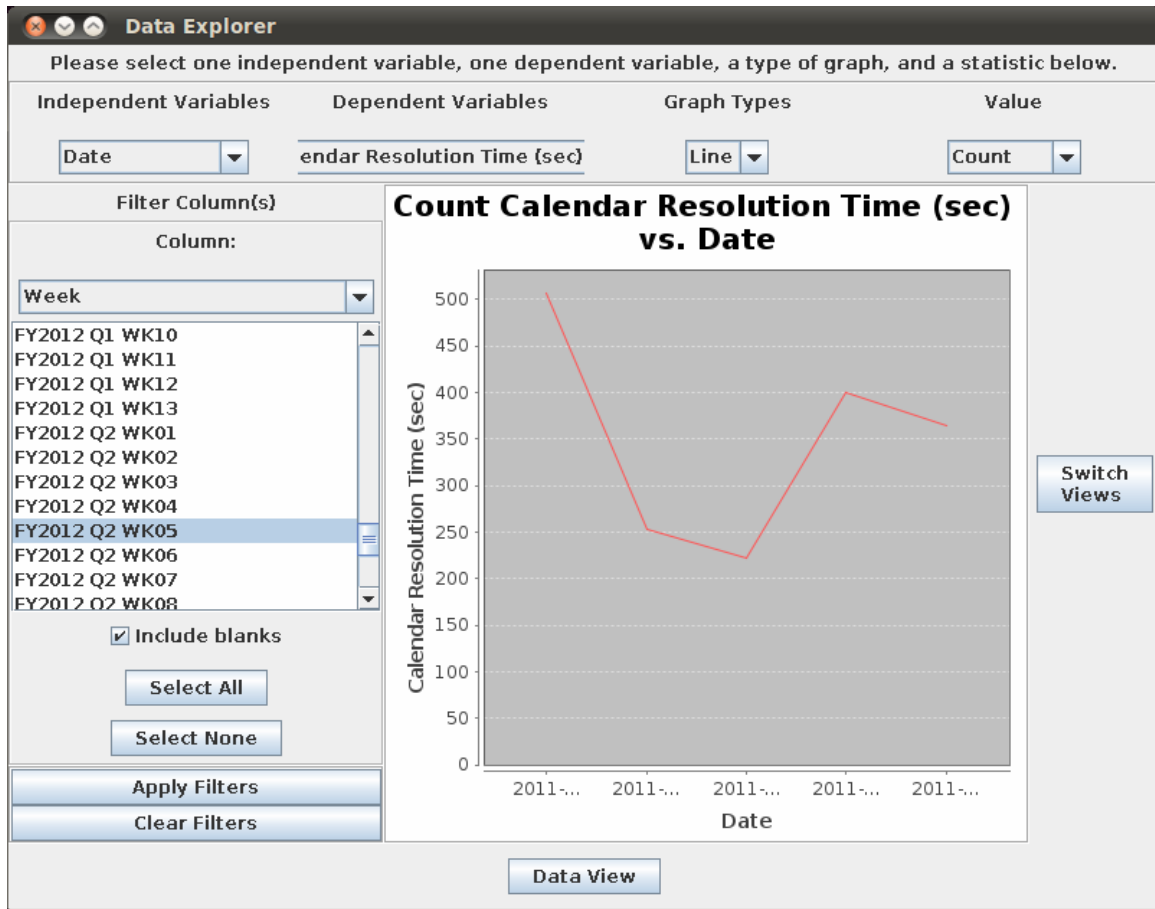 Data Explorer
Please select one independent variable, one dependent variable, a type of graph, and a statistic below.
Independent Variables Dependent Variables Graph Types Value
Date endar Resolution Time (sec) Line Count
Filter Column(s)
Column:
Week
FY2012 Q1 WK10
FY2012 Q1 WK11
FY2012 Q1 WK12
FY2012 Q1 WK13
FY2012 Q2 WK01
FY2012 Q2 WK02
FY2012 Q2 WK03
FY2012 Q2 WK04
FY2012 Q2 WK05
FY2012 Q2 WK06
FY2012 Q2 WK07
FY2012 Q2 WK08
Include blanks
Select All
Select None
Apply Filters
Clear Filters
Count Calendar Resolution Time (sec)
vs. Date
Calendar Resolution Time (sec)
500
450
400
350
300
250
200
150
100
50
0
2011-... 2011-... 2011-... 2011-... 2011-...
Date
Switch
Views
Data View